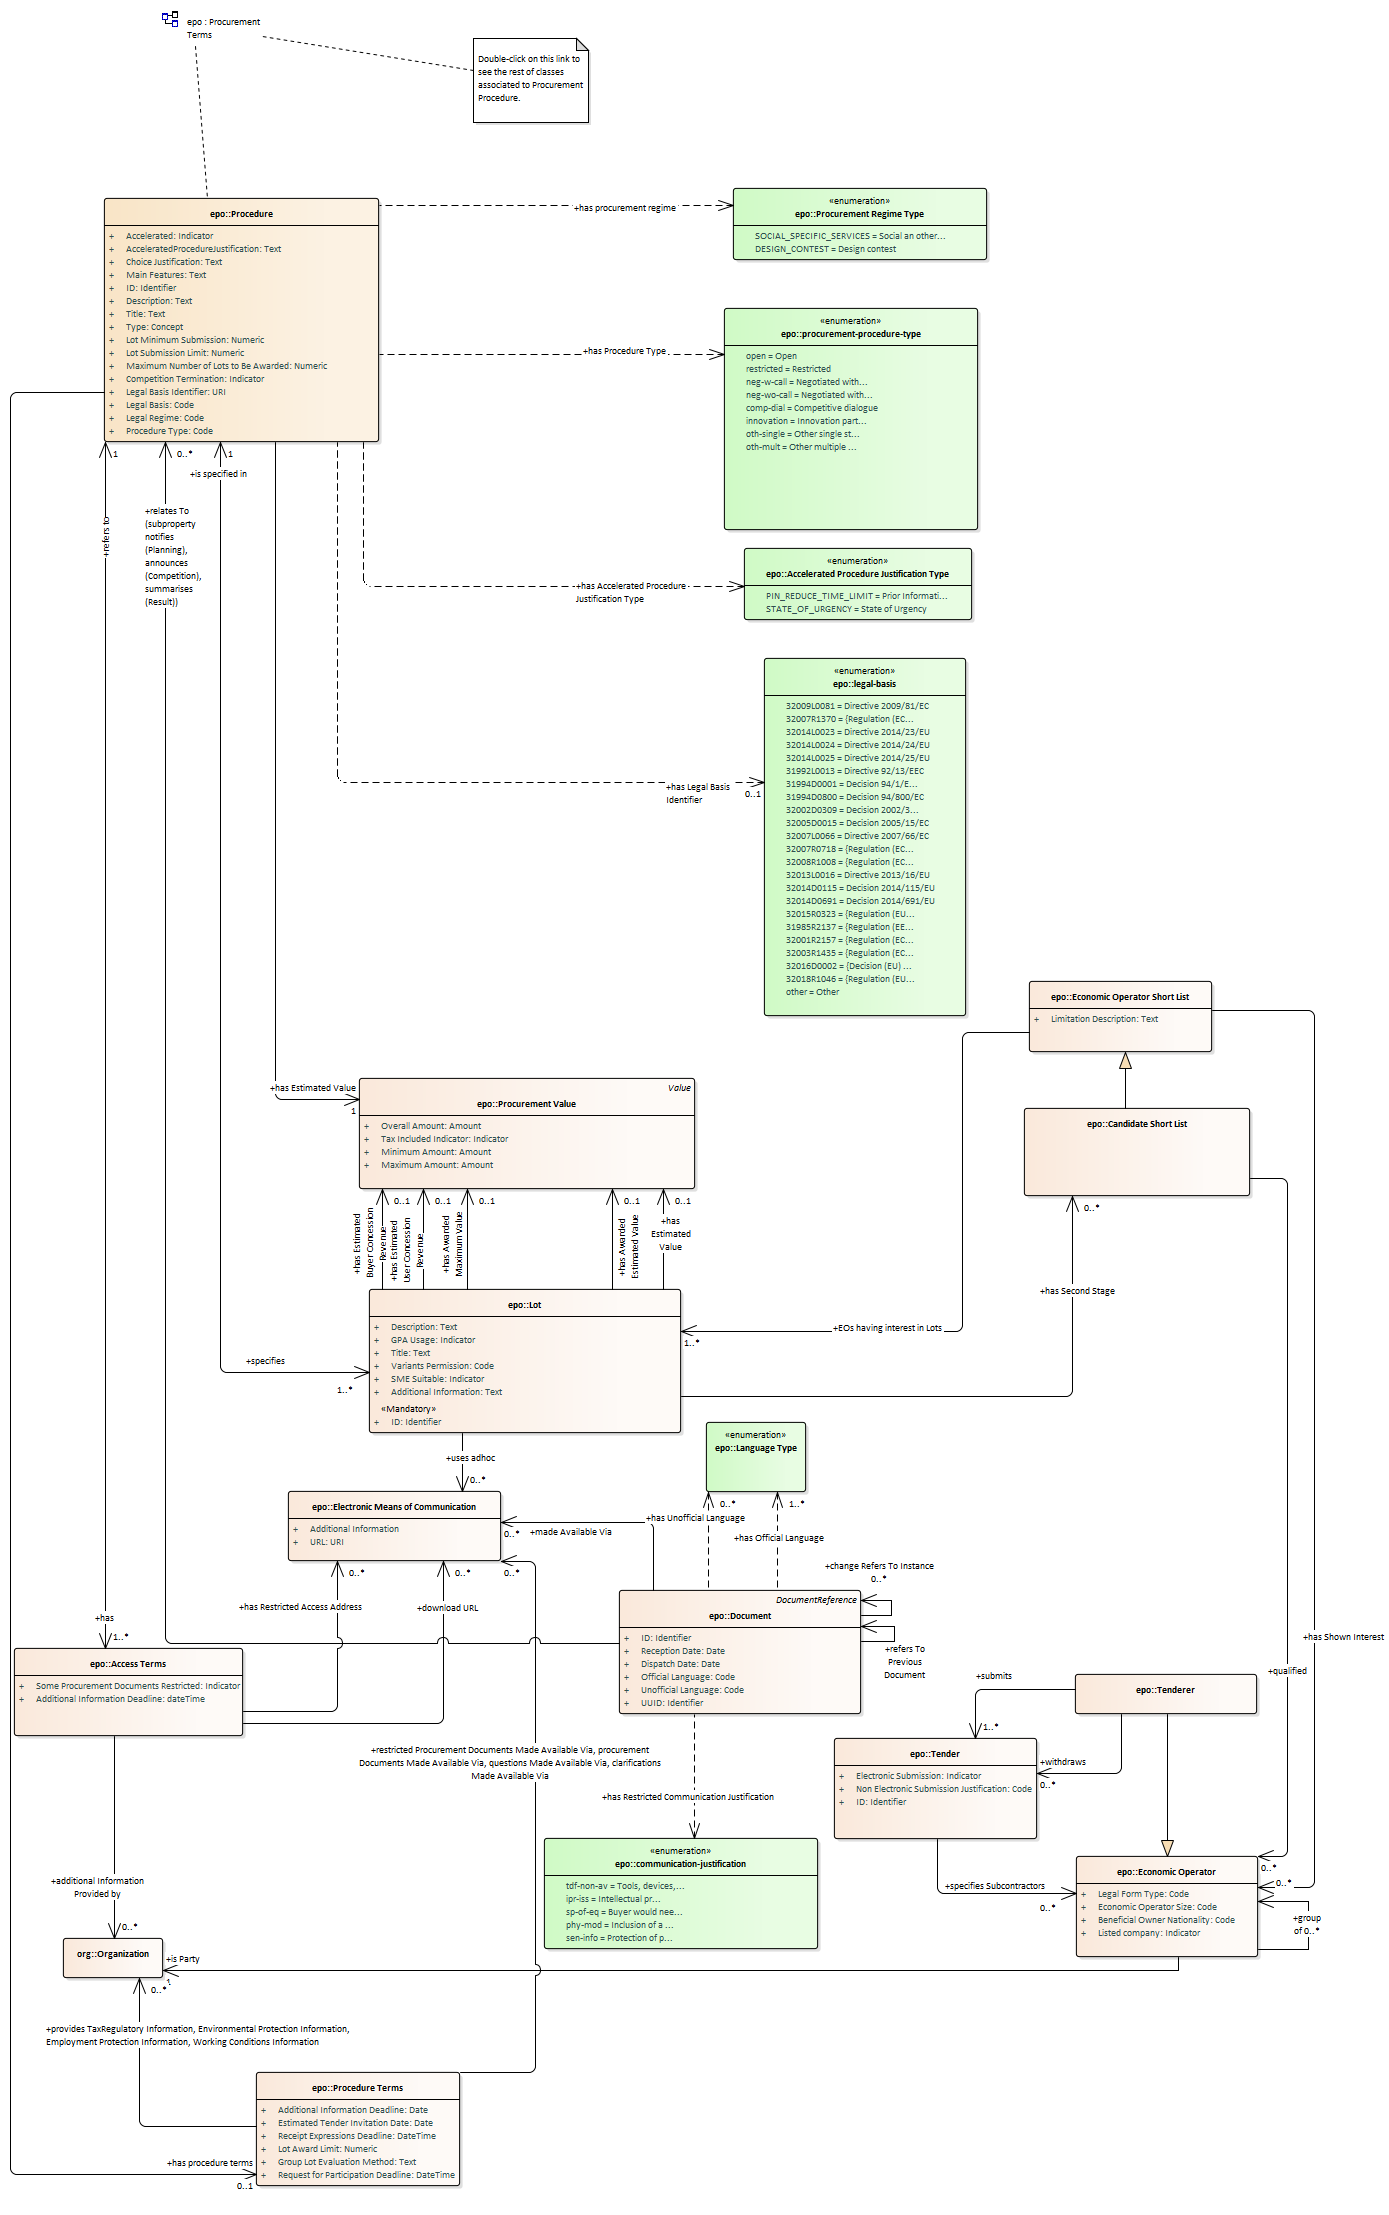 epo : Procurement
Terms
Double-click on this link to
see the rest of classes
associated to Procurement
Procedure.
epo::Procedure
+ Accelerated: Indicator
+ AcceleratedProcedureJustification: Text
+ Choice Justification: Text
+ Main Features: Text
+ ID: Identifier
+ Description: Text
+ Title: Text
+ Type: Concept
+ Lot Minimum Submission: Numeric
+ Lot Submission Limit: Numeric
+ Maximum Number of Lots to Be Awarded: Numeric
+ Competition Termination: Indicator
+ Legal Basis Identifier: URI
+ Legal Basis: Code
+ Legal Regime: Code
+ Procedure Type: Code
+has procurement regime
«enumeration»
epo::Procurement Regime Type
SOCIAL_SPECIFIC_SERVICES = Social an other...
DESIGN_CONTEST = Design contest
+has Procedure Type
«enumeration»
epo::procurement-procedure-type
open = Open
restricted = Restricted
neg-w-call = Negotiated with...
neg-wo-call = Negotiated with...
comp-dial = Competitive dialogue
innovation = Innovation part...
oth-single = Other single st...
oth-mult = Other multiple ...
1
0..*
1
+is specified in
+refers to
+relates To
(subproperty
notifies
(Planning),
announces
(Competition),
summarises
(Result))
+has Accelerated Procedure
Justification Type
«enumeration»
epo::Accelerated Procedure Justification Type
PIN_REDUCE_TIME_LIMIT = Prior Informati...
STATE_OF_URGENCY = State of Urgency
+has Legal Basis
Identifier
0..1
«enumeration»
epo::legal-basis
32009L0081 = Directive 2009/81/EC
32007R1370 = {Regulation (EC...
32014L0023 = Directive 2014/23/EU
32014L0024 = Directive 2014/24/EU
32014L0025 = Directive 2014/25/EU
31992L0013 = Directive 92/13/EEC
31994D0001 = Decision 94/1/E...
31994D0800 = Decision 94/800/EC
32002D0309 = Decision 2002/3...
32005D0015 = Decision 2005/15/EC
32007L0066 = Directive 2007/66/EC
32007R0718 = {Regulation (EC...
32008R1008 = {Regulation (EC...
32013L0016 = Directive 2013/16/EU
32014D0115 = Decision 2014/115/EU
32014D0691 = Decision 2014/691/EU
32015R0323 = {Regulation (EU...
31985R2137 = {Regulation (EE...
32001R2157 = {Regulation (EC...
32003R1435 = {Regulation (EC...
32016D0002 = {Decision (EU) ...
32018R1046 = {Regulation (EU...
other = Other
epo::Economic Operator Short List
+ Limitation Description: Text
+has Estimated Value
1
Value
epo::Procurement Value
+ Overall Amount: Amount
+ Tax Included Indicator: Indicator
+ Minimum Amount: Amount
+ Maximum Amount: Amount
epo::Candidate Short List
0..*
0..1
0..1
0..1
0..1
0..1
+has Estimated
Buyer Concession
Revenue
+has Estimated
User Concession
Revenue
+has Awarded
Maximum Value
+has Awarded
Estimated Value
+has
Estimated
Value
+has Second Stage
epo::Lot
+ Description: Text
+ GPA Usage: Indicator
+ Title: Text
+ Variants Permission: Code
+ SME Suitable: Indicator
+ Additional Information: Text
«Mandatory»
+ ID: Identifier
+EOs having interest in Lots
1..*
+specifies
1..*
+uses adhoc
0..*
«enumeration»
epo::Language Type
0..*
1..*
+has Unofficial Language
+has Official Language
epo::Electronic Means of Communication
+ Additional Information
+ URL: URI
0..*
+made Available Via
0..*
0..*
0..*
+has Restricted Access Address
+download URL
+change Refers To Instance
0..*
DocumentReference
epo::Document
+ ID: Identifier
+ Reception Date: Date
+ Dispatch Date: Date
+ Official Language: Code
+ Unofficial Language: Code
+ UUID: Identifier
+refers To
Previous
Document
+has
1..*
epo::Access Terms
+ Some Procurement Documents Restricted: Indicator
+ Additional Information Deadline: dateTime
+has Shown Interest
+qualified
+submits
1..*
epo::Tenderer
+withdraws
0..*
epo::Tender
+ Electronic Submission: Indicator
+ Non Electronic Submission Justification: Code
+ ID: Identifier
+restricted Procurement Documents Made Available Via, procurement
Documents Made Available Via, questions Made Available Via, clarifications
Made Available Via
+has Restricted Communication Justification
«enumeration»
epo::communication-justification
tdf-non-av = Tools, devices,...
ipr-iss = Intellectual pr...
sp-of-eq = Buyer would nee...
phy-mod = Inclusion of a ...
sen-info = Protection of p...
+specifies Subcontractors
0..*
epo::Economic Operator
+ Legal Form Type: Code
+ Economic Operator Size: Code
+ Beneficial Owner Nationality: Code
+ Listed company: Indicator
0..*
0..*
+group
of 0..*
+additional Information
Provided by
0..*
org::Organization
+is Party
1
0..*
+provides TaxRegulatory Information, Environmental Protection Information,
Employment Protection Information, Working Conditions Information
epo::Procedure Terms
+ Additional Information Deadline: Date
+ Estimated Tender Invitation Date: Date
+ Receipt Expressions Deadline: DateTime
+ Lot Award Limit: Numeric
+ Group Lot Evaluation Method: Text
+ Request for Participation Deadline: DateTime
+has procedure terms
0..1